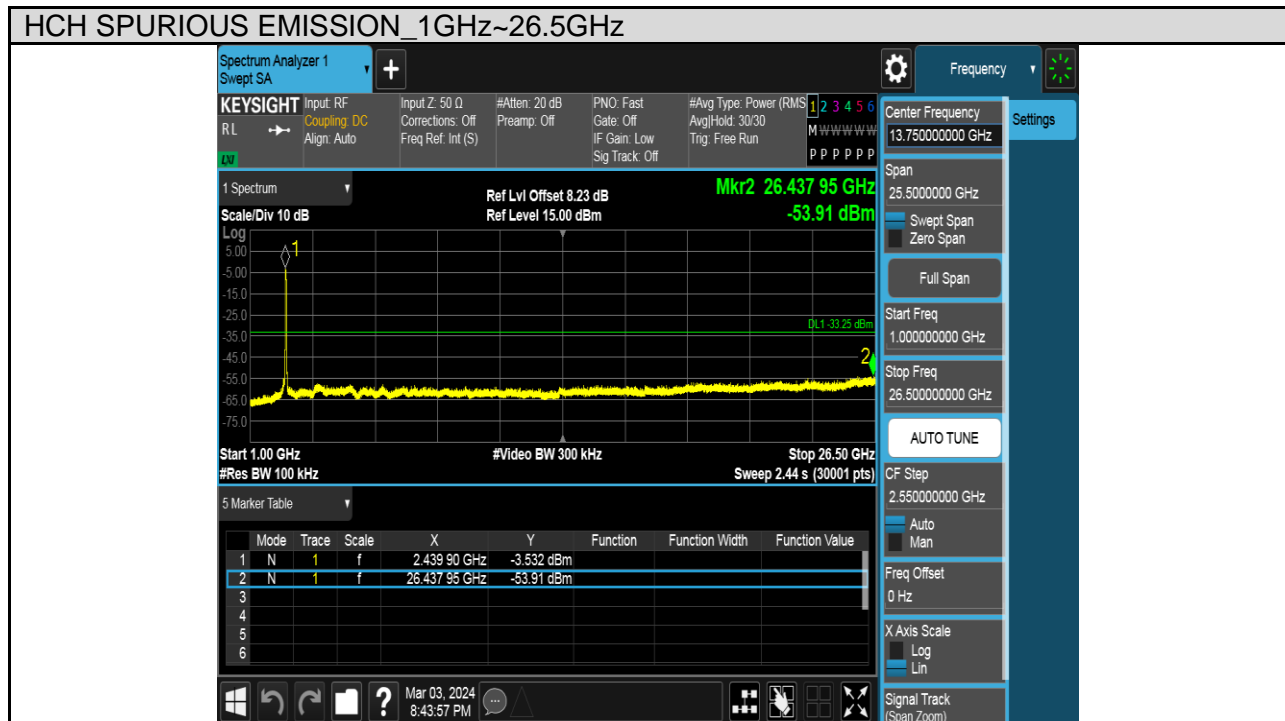 HCH SPURIOUS EMISSION_1GHz~26.5GHz
Spectrum Analyzer 1
Swept SA
+
Frequency
KEYSIGHT
RL
LXI
Input: RF
Coupling: DC
Align: Auto
Input Z: 50 Ω
Corrections: Off
Freq Ref: Int (S)
#Atten: 20 dB
Preamp: Off
PNO: Fast
Gate: Off
IF Gain: Low
Sig Track: Off
#Avg Type: Power (RMS
Avg|Hold: 30/30
Trig: Free Run
1 2 3 4 5 6
M W W W W W
P P P P P P
Center Frequency
13.750000000 GHz
Settings
Span
25.5000000 GHz
Swept Span
Zero Span
Full Span
Start Freq
1.000000000 GHz
Stop Freq
26.500000000 GHz
AUTO TUNE
CF Step
2.550000000 GHz
Auto
Man
Freq Offset
0 Hz
X Axis Scale
Log
Lin
Signal Track
(Span Zoom)
1 Spectrum
Scale/Div 10 dB
Ref Lvl Offset 8.23 dB
Ref Level 15.00 dBm
Mkr2 26.437 95 GHz
-53.91 dBm
Log
5.00
-5.00
-15.0
-25.0
-35.0
-45.0
-55.0
-65.0
-75.0
1
DL1 -33.25 dBm
2
Start 1.00 GHz
#Video BW 300 kHz
Stop 26.50 GHz
#Res BW 100 kHz
Sweep 2.44 s (30001 pts)
5 Marker Table
Mode Trace Scale X Y Function Function Width Function Value
1 N 1 f 2.439 90 GHz -3.532 dBm
2 N 1 f 26.437 95 GHz -53.91 dBm
3
4
5
6
?
Mar 03, 2024
8:43:57 PM